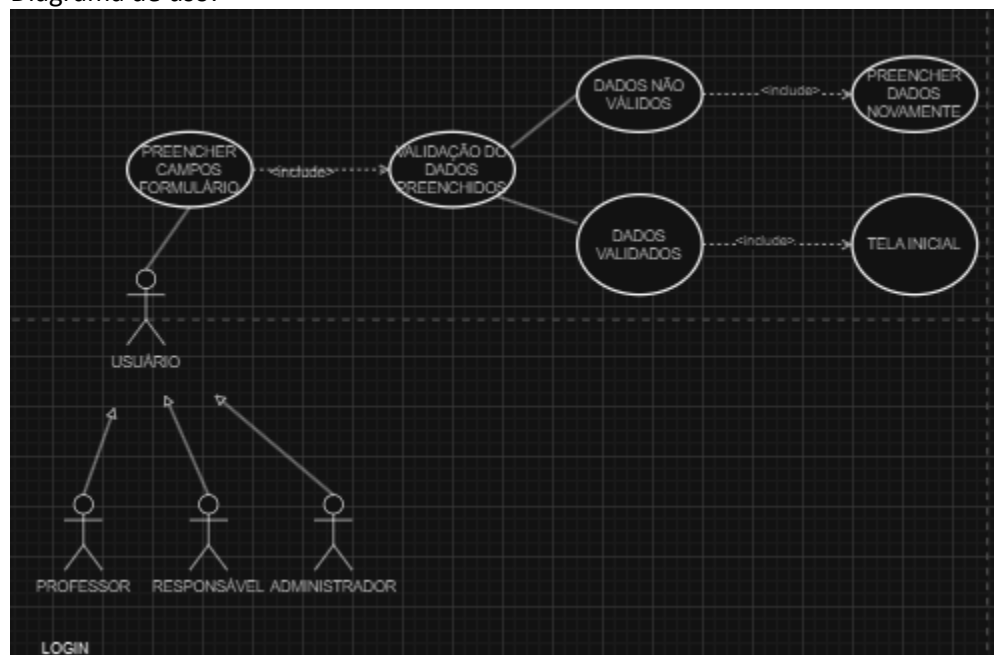 Diagrama de uso:
DADOS NÃO
VÁLIDOS
<include>
PREENCHER
DADOS
NOVAMENTE
PREENCHER
CAMPOS
FORMULÁRIO
<include>
VALIDAÇÃO DO
DADOS
PREENCHIDOS
DADOS
VALIDADOS
<include>
TELA INICIAL
USUÁRIO
PROFESSOR
RESPONSÁVEL
ADMINISTRADOR
LOGIN